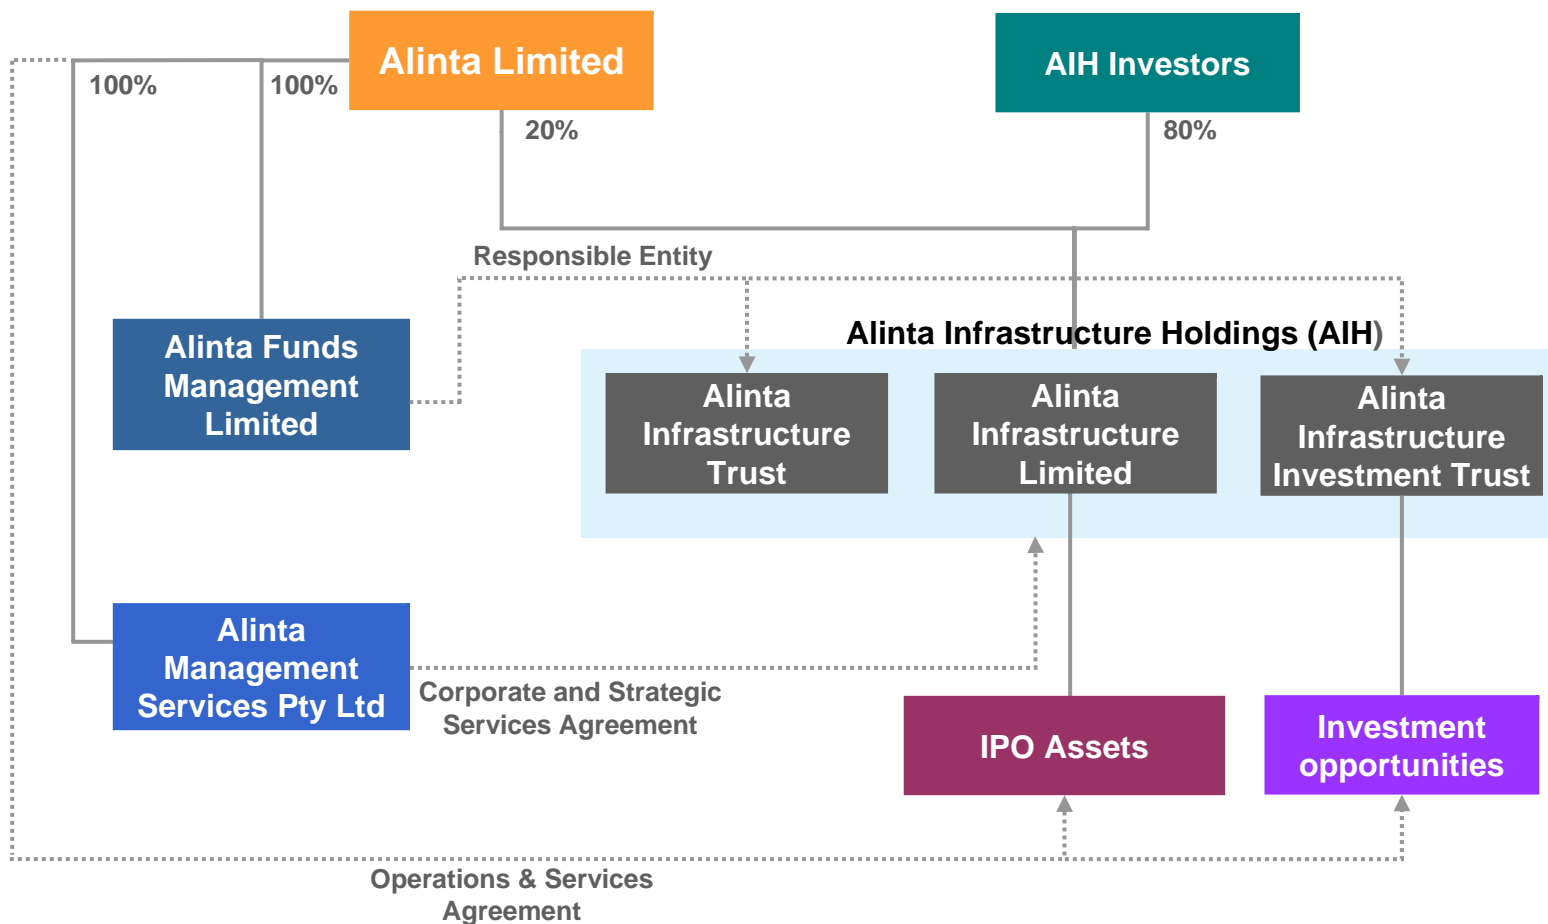 Alinta Limited
AIH Investors
100%
100%
20%
80%
Responsible Entity
Alinta Infrastructure Holdings (AIH)
Alinta Funds
Management
Limited
Alinta
Infrastructure
Trust
Alinta
Infrastructure
Limited
Alinta
Infrastructure
Investment Trust
Alinta
Management
Services Pty Ltd
Corporate and Strategic
Services Agreement
IPO Assets
Investment
opportunities
Operations & Services
Agreement